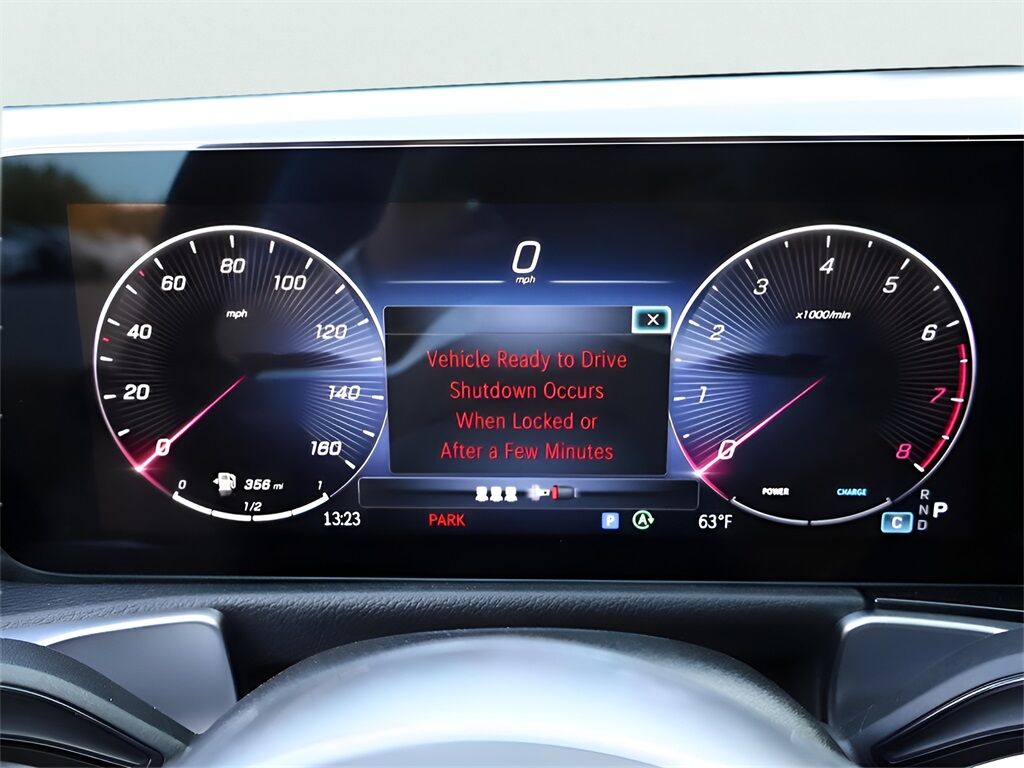 0
mph
20
40
60
80
100
120
140
160
0
mph
0 1/2 1
356 mi
13:23
X
Vehicle Ready to Drive
Shutdown Occurs
When Locked or
After a Few Minutes
PARK
P
A
63°F
0
1
2
3
4
5
6
7
8
x1000/min
POWER
CHARGE
C
R
N
D
P